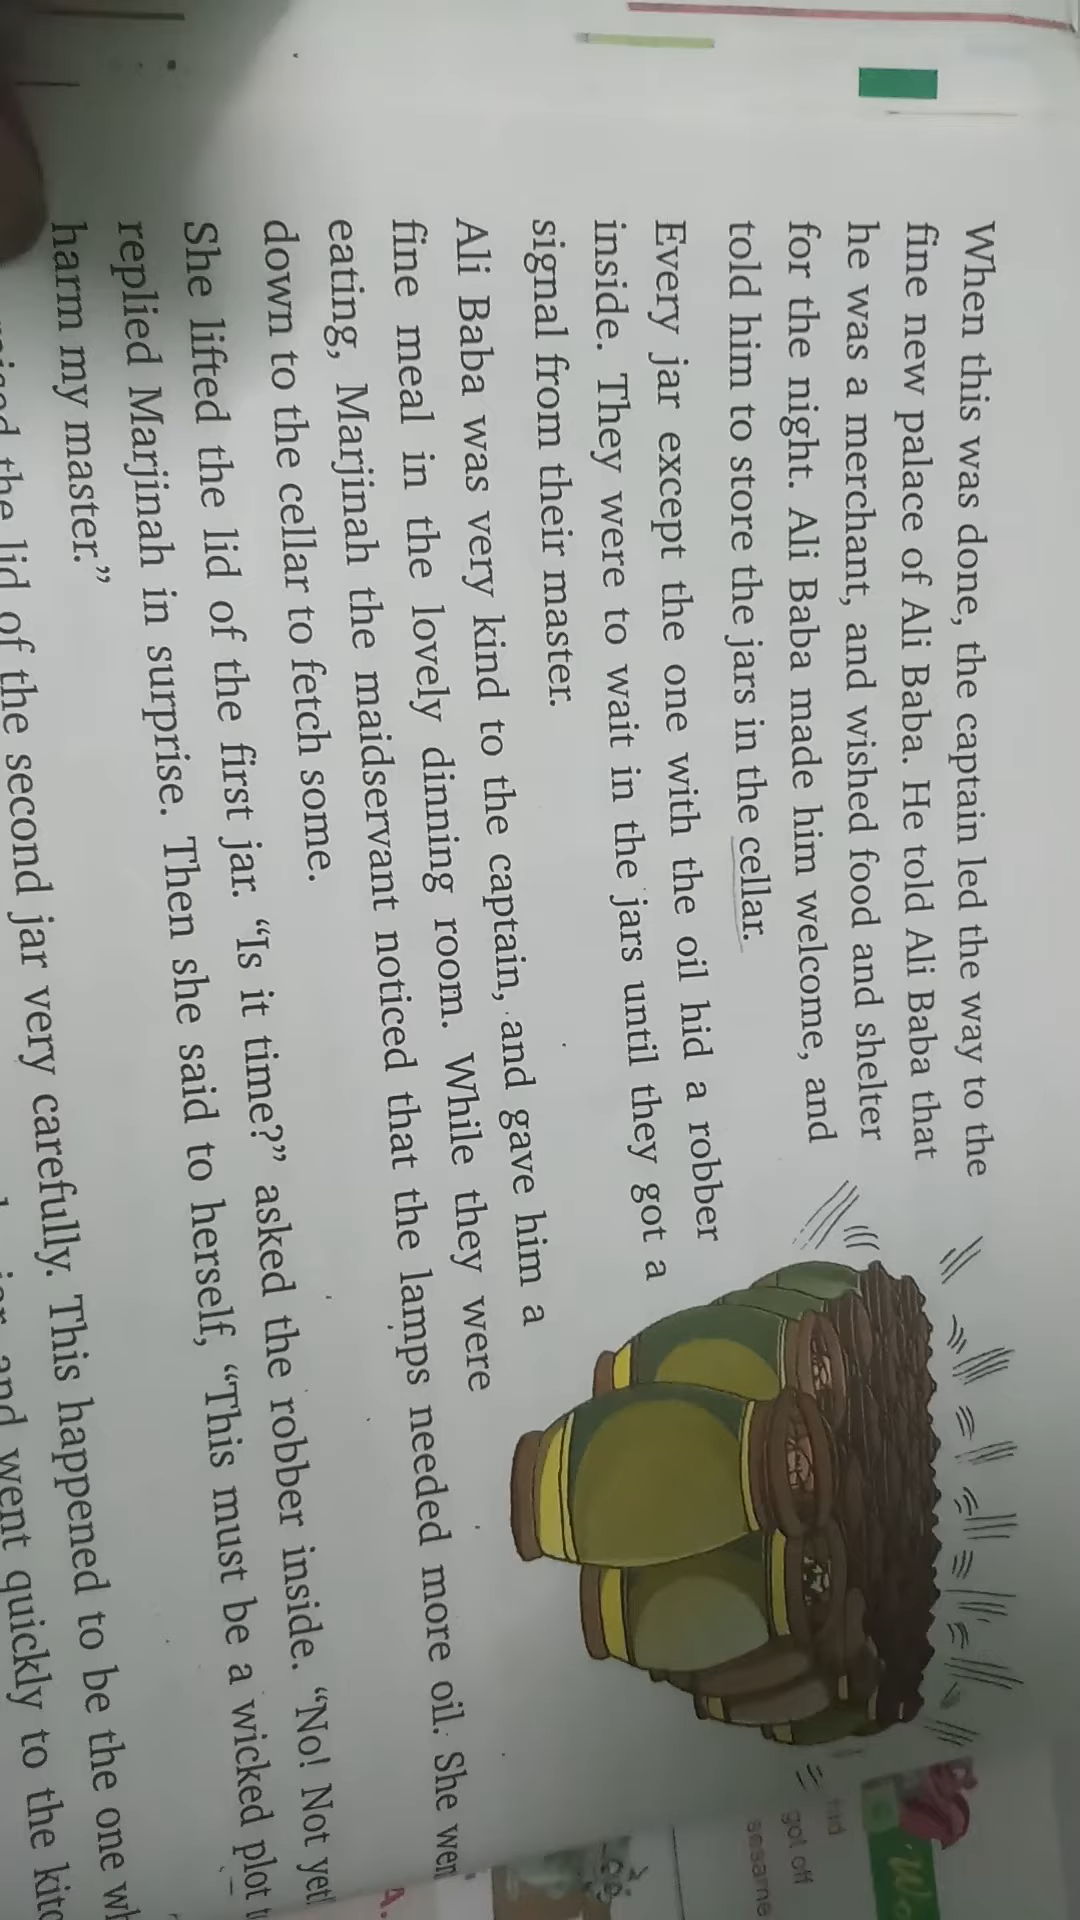 When this was done, the captain led the way to the
fine new palace of Ali Baba. He told Ali Baba that
he was a merchant, and wished food and shelter
for the night. Ali Baba made him welcome, and
told him to store the jars in the cellar.
Every jar except the one with the oil hid a robber
inside. They were to wait in the jars until they got a
signal from their master.
Ali Baba was very kind to the captain, and gave him a
fine meal in the lovely dinning room. While they were
eating, Marjinah the maidservant noticed that the lamps needed more oil. She wen
down to the cellar to fetch some.
She lifted the lid of the first jar. “Is it time?” asked the robber inside. “No! Not yet!
replied Marjinah in surprise. Then she said to herself, “This must be a wicked plot t
harm my master.”
the lid of the second jar very carefully. This happened to be the one wh
and went quickly to the kitc
hid
got off
sesame
A.